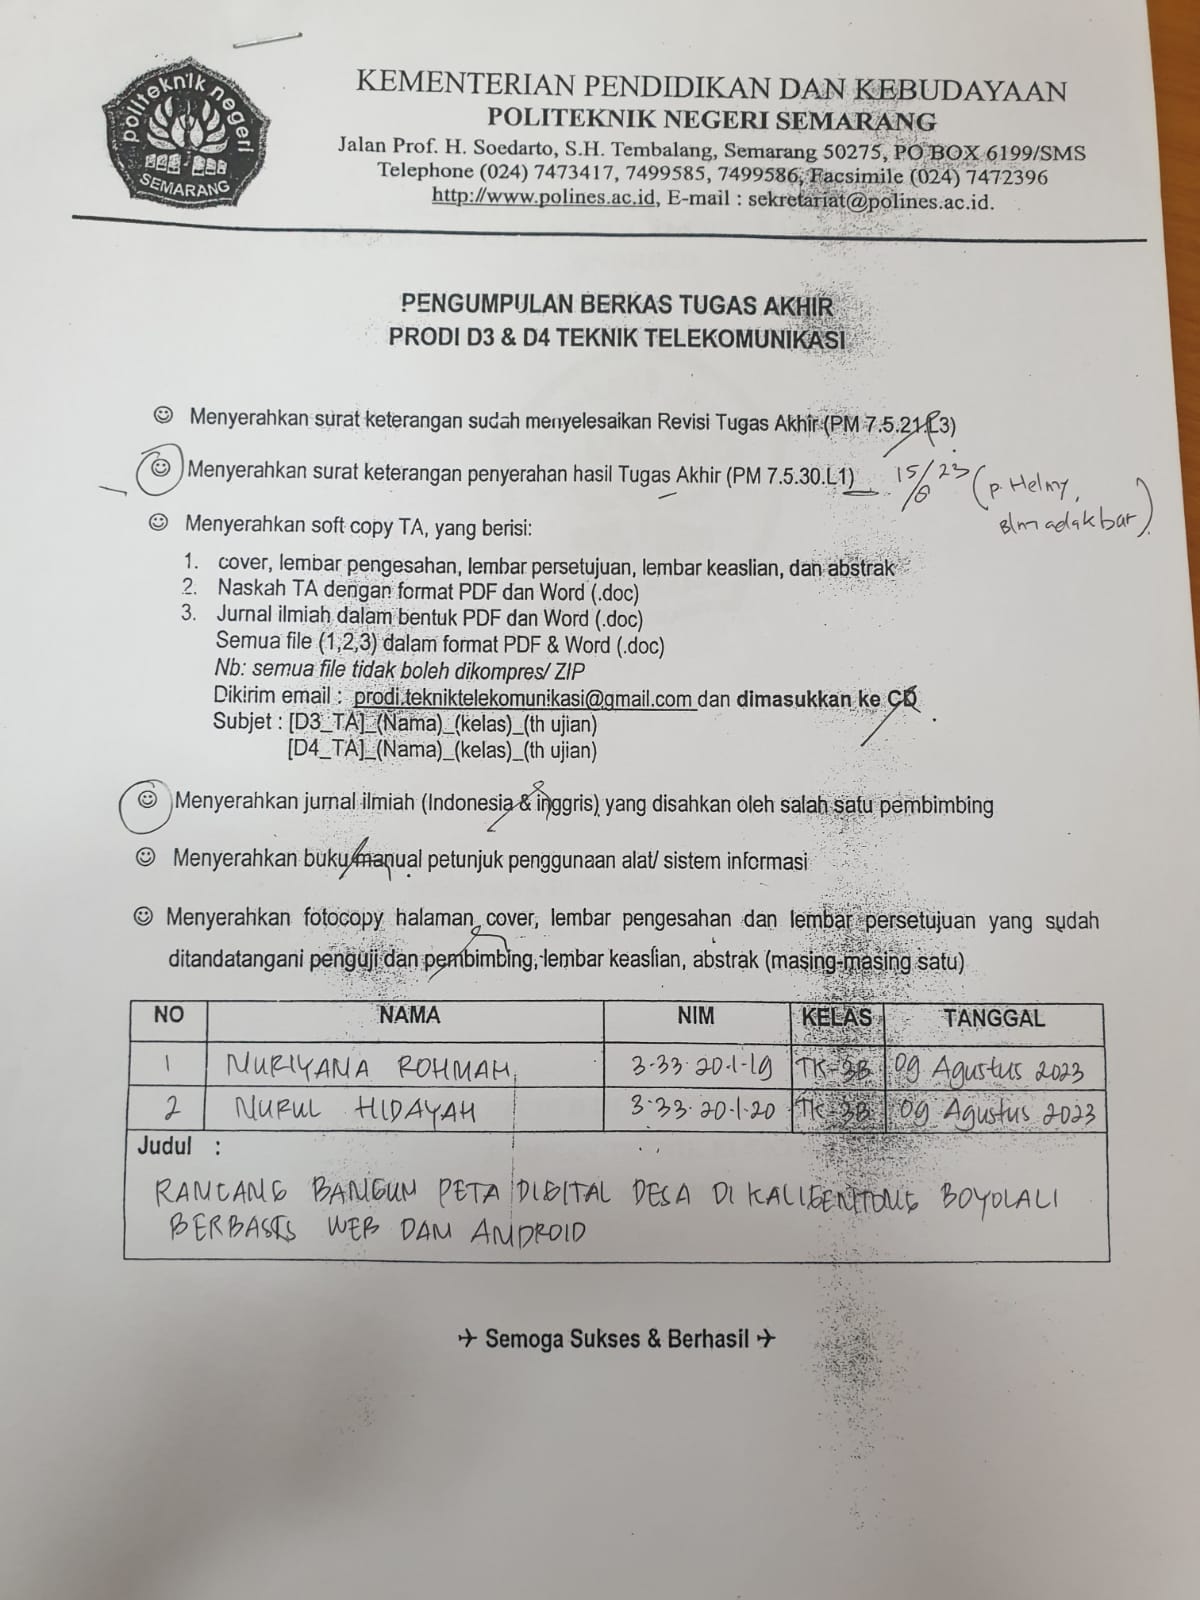 politeknik negeri
SEMARANG
KEMENTERIAN PENDIDIKAN DAN KEBUDAYAAN
POLITEKNIK NEGERI SEMARANG
Jalan Prof. H. Soedarto, S.H. Tembalang, Semarang 50275, PO BOX 6199/SMS
Telephone (024) 7473417, 7499585, 7499586, Facsimile (024) 7472396
http://www.polines.ac.id, E-mail : sekretariat@polines.ac.id.
PENGUMPULAN BERKAS TUGAS AKHIR
PRODI D3 & D4 TEKNIK TELEKOMUNIKASI
☺ Menyerahkan surat keterangan sudah menyelesaikan Revisi Tugas Akhir (PM 7.5.21.L3)
☺ Menyerahkan surat keterangan penyerahan hasil Tugas Akhir (PM 7.5.30.L1) 15/23 (p. Helmy,
Blm ada kbar)
☺ Menyerahkan soft copy TA, yang berisi:
1. cover, lembar pengesahan, lembar persetujuan, lembar keaslian, dan abstrak
2. Naskah TA dengan format PDF dan Word (.doc)
3. Jurnal ilmiah dalam bentuk PDF dan Word (.doc)
Semua file (1,2,3) dalam format PDF & Word (.doc)
Nb: semua file tidak boleh dikompres/ ZIP
Dikirim email : prodi.tekniktelekomunikasi@gmail.com dan dimasukkan ke CD
Subjet : [D3_TA]_(Nama)_(kelas)_(th ujian)
[D4_TA]_(Nama)_(kelas)_(th ujian)
☺ Menyerahkan jurnal ilmiah (Indonesia & inggris) yang disahkan oleh salah satu pembimbing
☺ Menyerahkan buku manual petunjuk penggunaan alat/ sistem informasi
☺ Menyerahkan fotocopy halaman cover, lembar pengesahan dan lembar persetujuan yang sudah
ditandatangani penguji dan pembimbing, lembar keaslian, abstrak (masing-masing satu)
NO NAMA NIM KELAS TANGGAL
1 NURIYANA ROHMAH 3.33.20.1.19 TK-3B 09 Agustus 2023
2 NURUL HIDAYAH 3.33.20.1.20 TK-3B 09 Agustus 2023
Judul :
RANCANG BANGUN PETA DIGITAL DESA DI KALIGENTONG BOYOLALI
BERBASIS WEB DAN ANDROID
✈ Semoga Sukses & Berhasil ✈